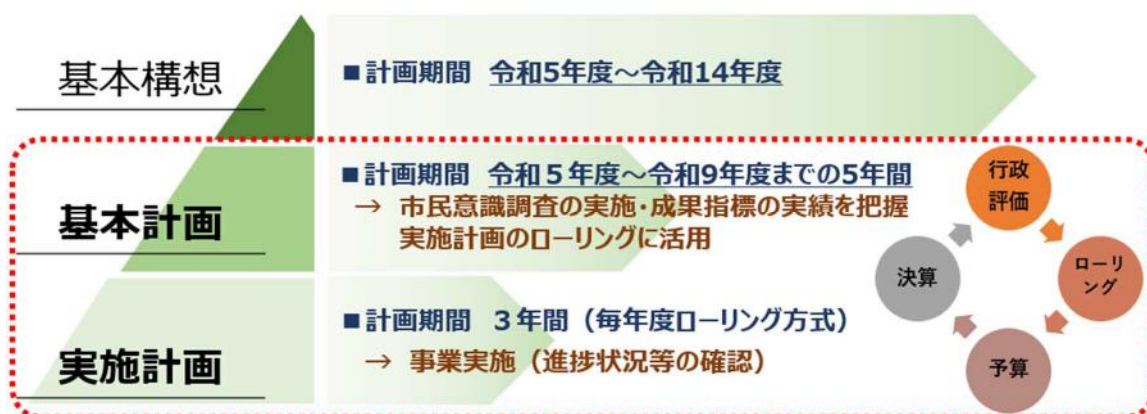 基本構想
■計画期間 令和5年度～令和14年度
基本計画
■計画期間 令和５年度～令和9年度までの5年間
→ 市民意識調査の実施・成果指標の実績を把握
実施計画のローリングに活用
実施計画
■計画期間 ３年間（毎年度ローリング方式）
→ 事業実施（進捗状況等の確認）
行政
評価
ローリ
ング
予算
決算